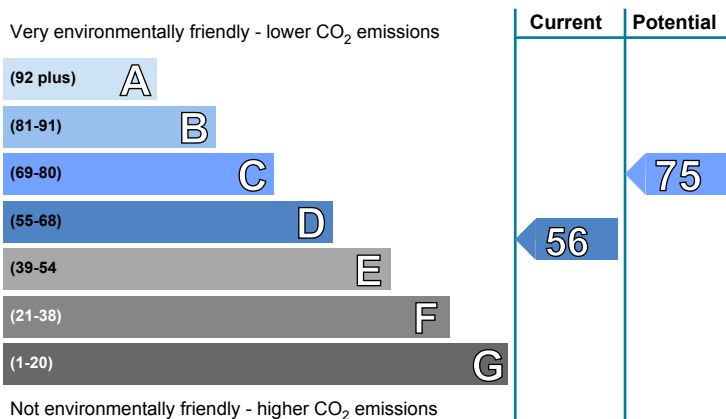 Very environmentally friendly - lower CO2 emissions
Current
Potential
(92 plus) A
(81-91) B
(69-80) C
75
(55-68) D
56
(39-54 E
(21-38) F
(1-20) G
Not environmentally friendly - higher CO2 emissions